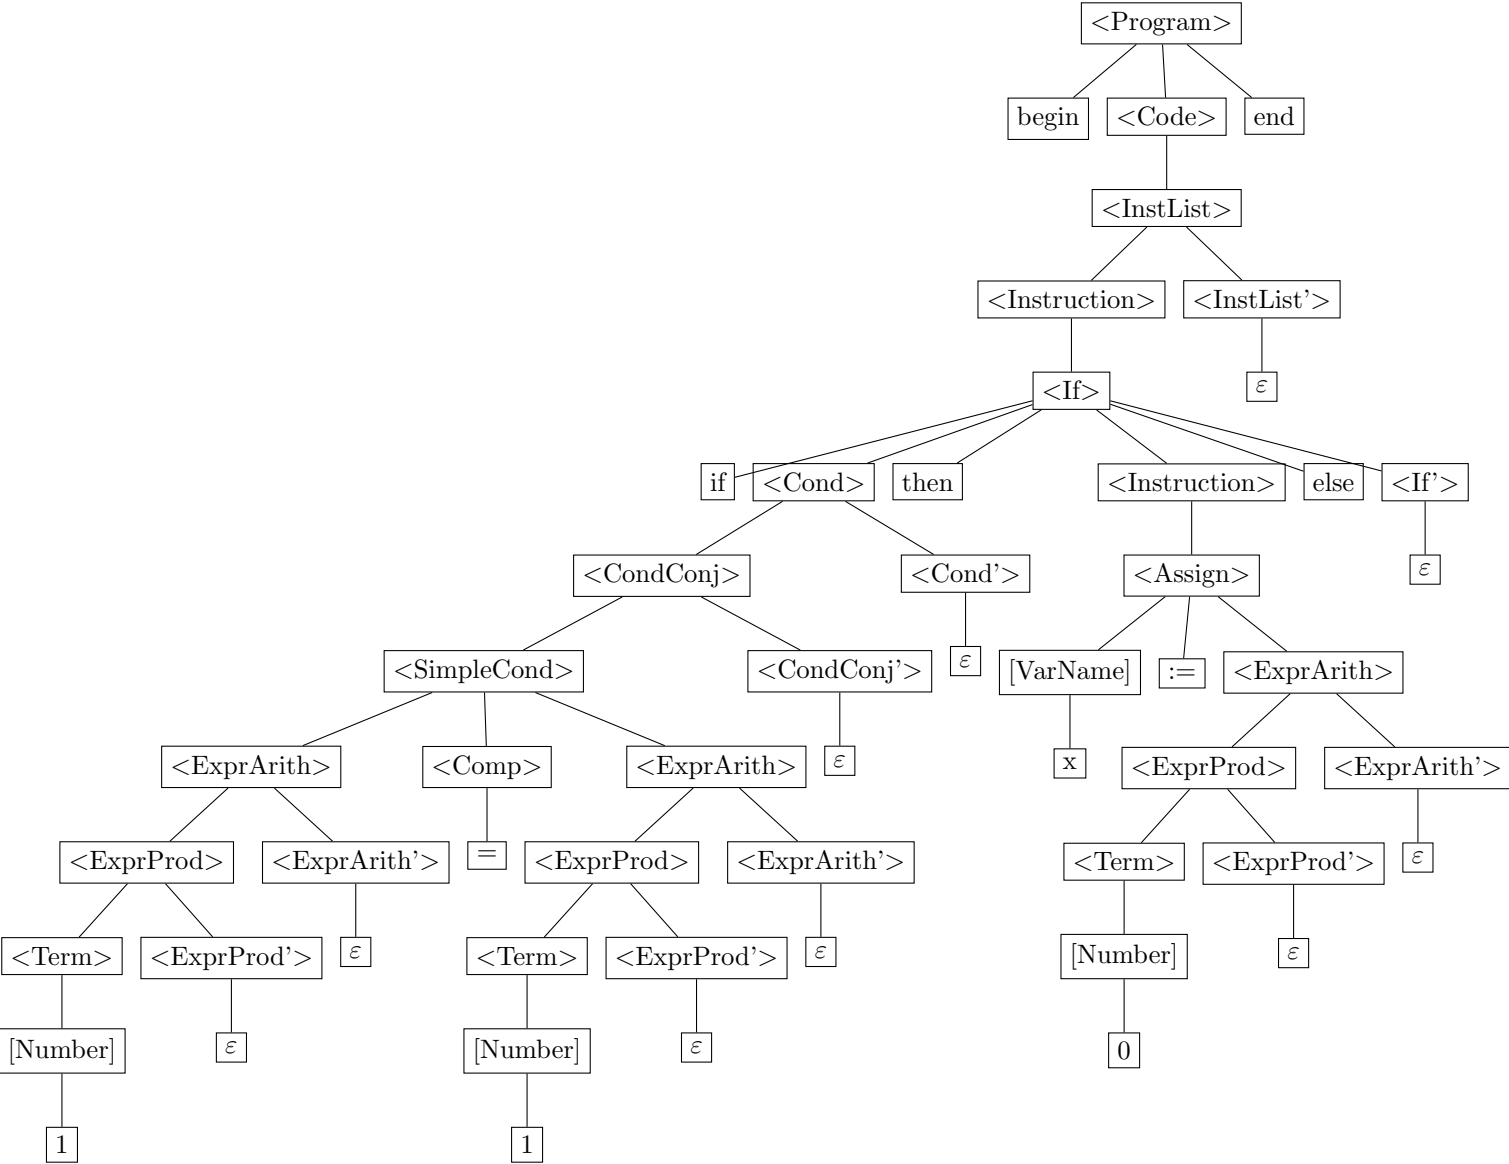 <Program>
begin <Code> end
<InstList>
<Instruction> <InstList'>
<If> ε
if <Cond> then <Instruction> else <If'>
<CondConj> <Cond'> <Assign> ε
<SimpleCond> <CondConj'> ε [VarName] := <ExprArith>
<ExprArith> <Comp> <ExprArith> ε x <ExprProd> <ExprArith'>
<ExprProd> <ExprArith'> = <ExprProd> <ExprArith'> <Term> <ExprProd'> ε
<Term> <ExprProd'> ε <Term> <ExprProd'> ε [Number] ε
[Number] ε [Number] ε 0
1 1